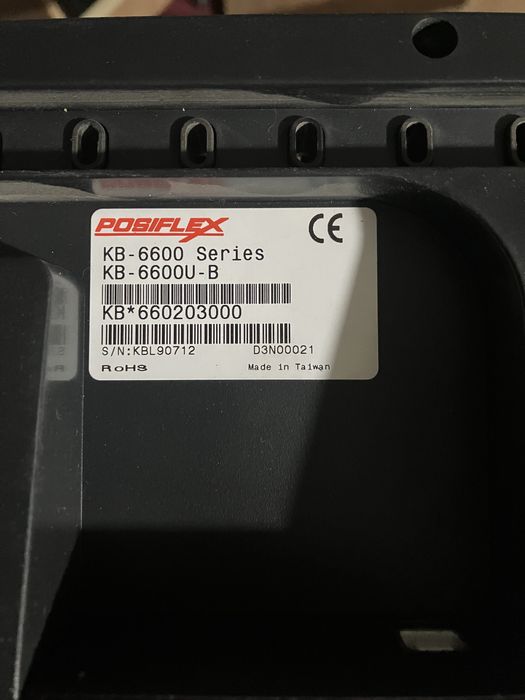 POSIFLEX CE
KB-6600 Series
KB-6600U-B
KB*660203000
S/N:KBL90712 D3N00021
RoHS Made in Taiwan